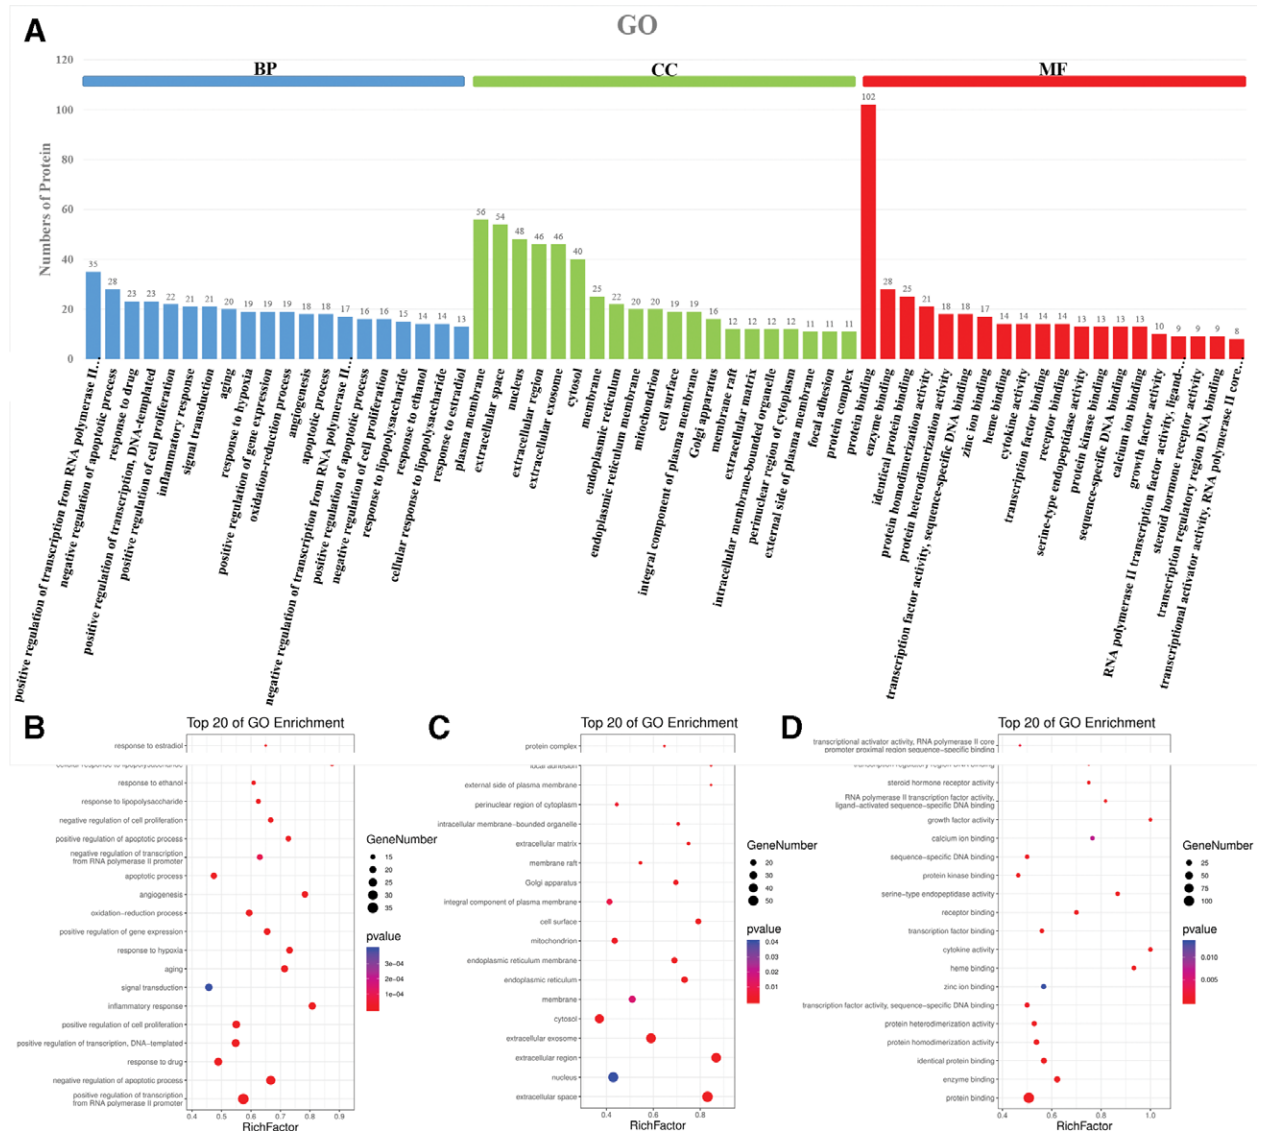 A
GO
BP
CC
MF
Numbers of Protein
120
100
80
60
40
20
0
35 28 23 23 22 21 21 20 19 19 19 18 18 17 16 16 15 14 14 13
56 54 48 46 46 40 25 22 20 20 19 19 16 12 12 12 12 11 11 11
102 28 25 21 18 18 17 14 14 14 14 13 13 13 13 10 9 9 9 8
positive regulation of transcription from RNA polymerase II…
negative regulation of apoptotic process
response to drug
positive regulation of transcription, DNA-templated
positive regulation of cell proliferation
inflammatory response
signal transduction
aging
response to hypoxia
positive regulation of gene expression
oxidation-reduction process
angiogenesis
apoptotic process
negative regulation of transcription from RNA polymerase II…
positive regulation of apoptotic process
negative regulation of cell proliferation
response to lipopolysaccharide
response to ethanol
cellular response to lipopolysaccharide
response to estradiol
plasma membrane
extracellular space
nucleus
extracellular region
extracellular exosome
cytosol
membrane
endoplasmic reticulum
endoplasmic reticulum membrane
mitochondrion
cell surface
integral component of plasma membrane
Golgi apparatus
membrane raft
extracellular matrix
intracellular membrane-bounded organelle
perinuclear region of cytoplasm
external side of plasma membrane
focal adhesion
protein complex
protein binding
enzyme binding
identical protein binding
protein homodimerization activity
protein heterodimerization activity
transcription factor activity, sequence-specific DNA binding
zinc ion binding
heme binding
cytokine activity
transcription factor binding
receptor binding
serine-type endopeptidase activity
protein kinase binding
sequence-specific DNA binding
calcium ion binding
growth factor activity
RNA polymerase II transcription factor activity, ligand…
steroid hormone receptor activity
transcription regulatory region DNA binding
transcriptional activator activity, RNA polymerase II core…
B
Top 20 of GO Enrichment
response to estradiol
cellular response to lipopolysaccharide
response to ethanol
response to lipopolysaccharide
negative regulation of cell proliferation
positive regulation of apoptotic process
negative regulation of transcription
from RNA polymerase II promoter
apoptotic process
angiogenesis
oxidation−reduction process
positive regulation of gene expression
response to hypoxia
aging
signal transduction
inflammatory response
positive regulation of cell proliferation
positive regulation of transcription, DNA−templated
response to drug
negative regulation of apoptotic process
positive regulation of transcription
from RNA polymerase II promoter
0.4 0.5 0.6 0.7 0.8 0.9
RichFactor
GeneNumber
15
20
25
30
35
pvalue
3e−04
2e−04
1e−04
C
Top 20 of GO Enrichment
protein complex
focal adhesion
external side of plasma membrane
perinuclear region of cytoplasm
intracellular membrane−bounded organelle
extracellular matrix
membrane raft
Golgi apparatus
integral component of plasma membrane
cell surface
mitochondrion
endoplasmic reticulum membrane
endoplasmic reticulum
membrane
cytosol
extracellular exosome
extracellular region
nucleus
extracellular space
0.4 0.6 0.8
RichFactor
GeneNumber
20
30
40
50
pvalue
0.04
0.03
0.02
0.01
D
Top 20 of GO Enrichment
transcriptional activator activity, RNA polymerase II core
promoter proximal region sequence−specific binding
transcription regulatory region DNA binding
steroid hormone receptor activity
RNA polymerase II transcription factor activity,
ligand−activated sequence−specific DNA binding
growth factor activity
calcium ion binding
sequence−specific DNA binding
protein kinase binding
serine−type endopeptidase activity
receptor binding
transcription factor binding
cytokine activity
heme binding
zinc ion binding
transcription factor activity, sequence−specific DNA binding
protein heterodimerization activity
protein homodimerization activity
identical protein binding
enzyme binding
protein binding
0.4 0.6 0.8 1.0
RichFactor
GeneNumber
25
50
75
100
pvalue
0.010
0.005